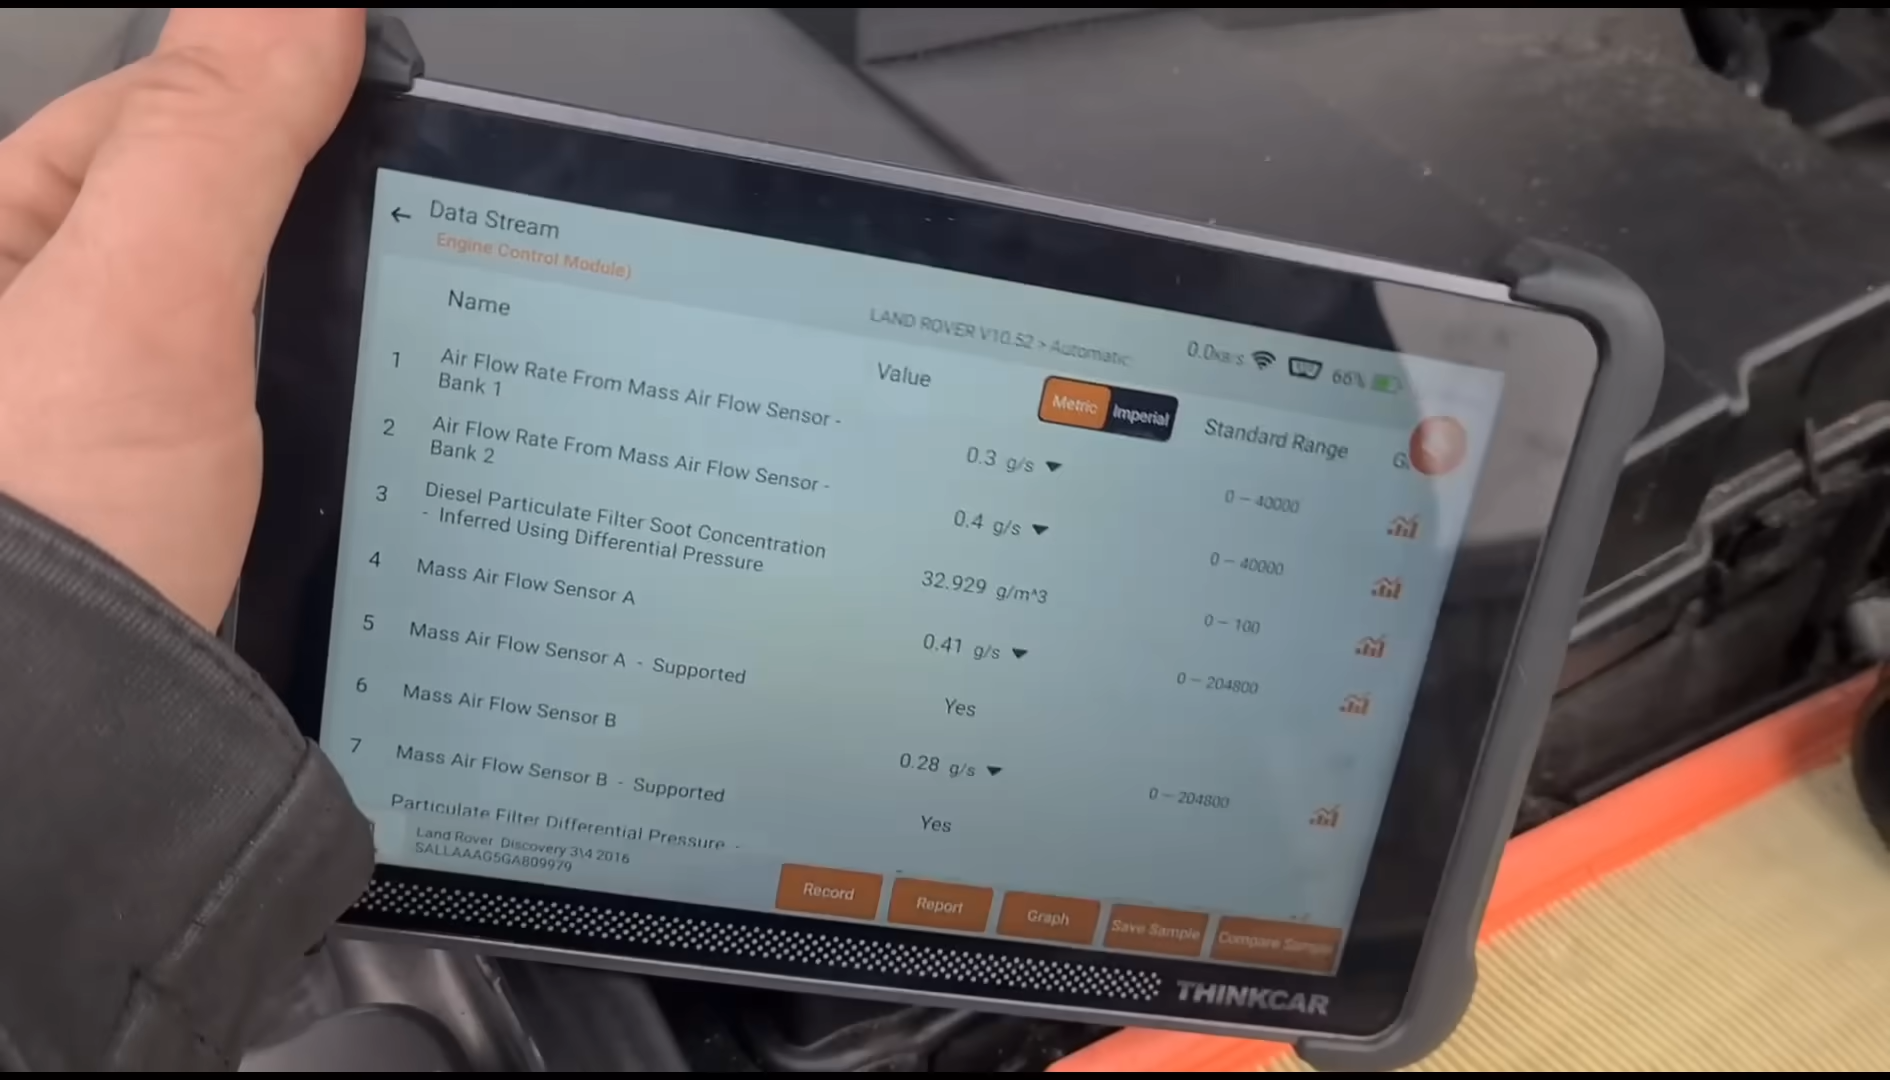 Data Stream
Engine Control Module)
LAND ROVER V10.52 > Automatic
0.0KB/s 66%
Name
Value
Metric Imperial
Standard Range
1 Air Flow Rate From Mass Air Flow Sensor - 0.3 g/s 0 - 40000
Bank 1
2 Air Flow Rate From Mass Air Flow Sensor - 0.4 g/s 0 - 40000
Bank 2
3 Diesel Particulate Filter Soot Concentration 32.929 g/m^3 0 - 100
- Inferred Using Differential Pressure
4 Mass Air Flow Sensor A 0.41 g/s 0 - 204800
5 Mass Air Flow Sensor A - Supported Yes
6 Mass Air Flow Sensor B 0.28 g/s 0 - 204800
7 Mass Air Flow Sensor B - Supported Yes
Particulate Filter Differential Pressure -
Land Rover Discovery 3\4 2016
SALLAAAG5GA809979
Record Report Graph Save Sample Compare Sample
THINKCAR